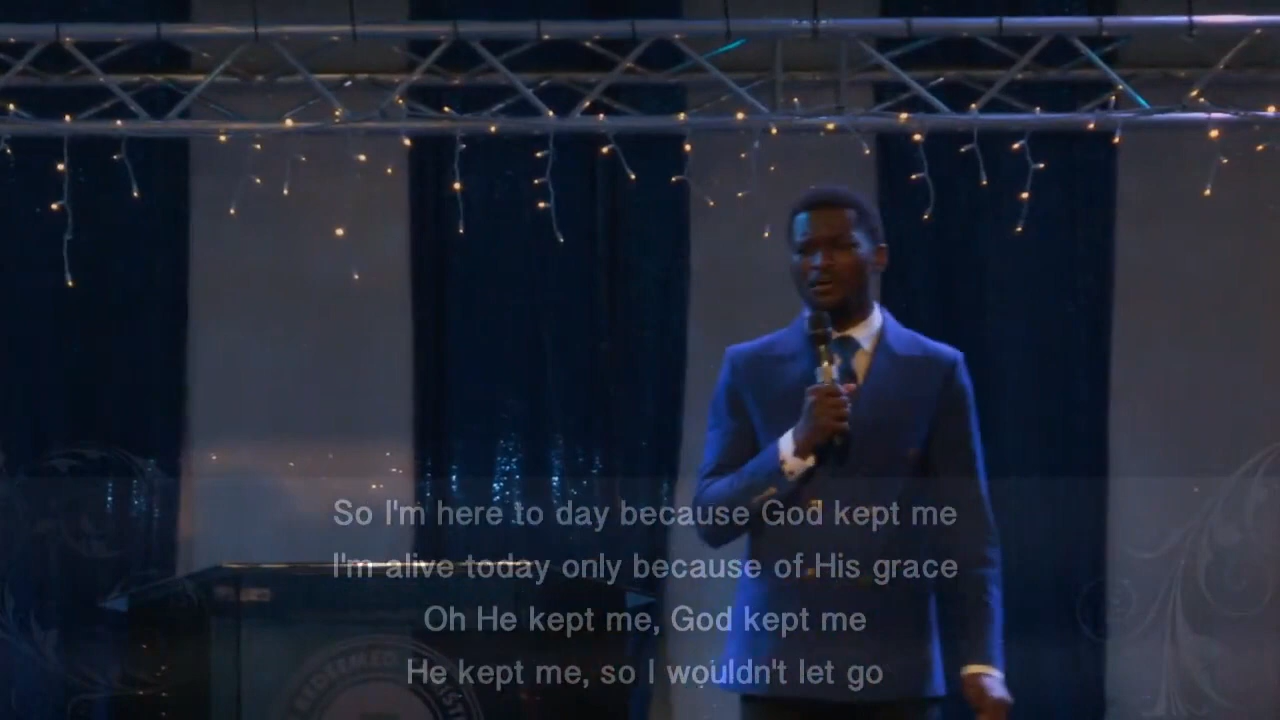 So I'm here to day because God kept me
I'm alive today only because of His grace
Oh He kept me, God kept me
He kept me, so I wouldn't let go
REDEEMED